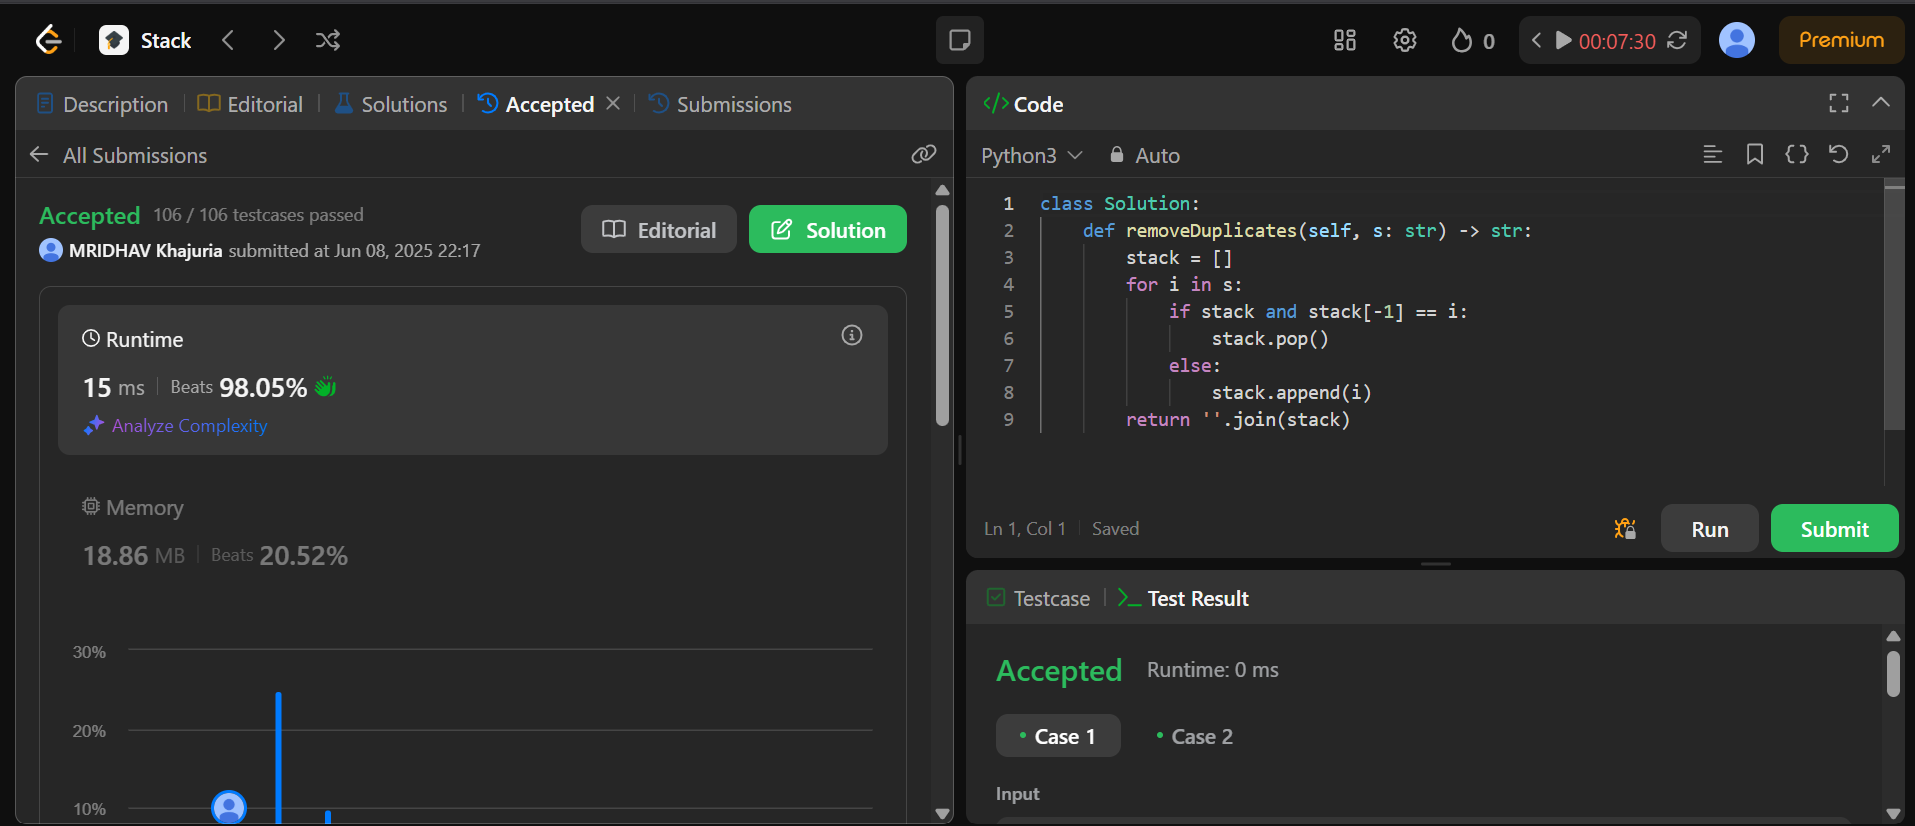 Stack
0
00:07:30
Premium
Description
Editorial
Solutions
Accepted
Submissions
All Submissions
Accepted 106 / 106 testcases passed
MRIDHAV Khajuria submitted at Jun 08, 2025 22:17
Editorial
Solution
Runtime
15 ms Beats 98.05%
Analyze Complexity
Memory
18.86 MB Beats 20.52%
30%
20%
10%
</> Code
Python3
Auto
1 class Solution:
2     def removeDuplicates(self, s: str) -> str:
3         stack = []
4         for i in s:
5             if stack and stack[-1] == i:
6                 stack.pop()
7             else:
8                 stack.append(i)
9         return ''.join(stack)
Ln 1, Col 1
Saved
Run
Submit
Testcase
>_ Test Result
Accepted Runtime: 0 ms
Case 1
Case 2
Input